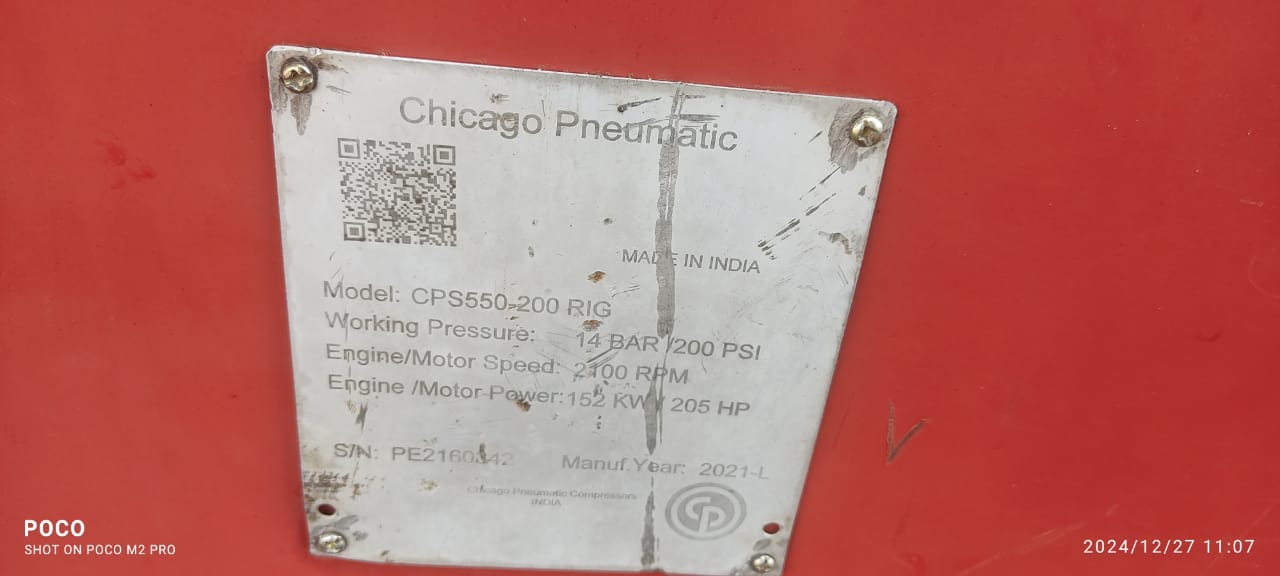 Chicago Pneumatic
MADE IN INDIA
Model: CPS550-200 RIG
Working Pressure: 14 BAR /200 PSI
Engine/Motor Speed: 2100 RPM
Engine /Motor Power: 152 KW / 205 HP
S/N:
Manuf.Year: 2021-L
Chicago Pneumatic Compressors
INDIA
CP
POCO
SHOT ON POCO M2 PRO
2024/12/27 11:07